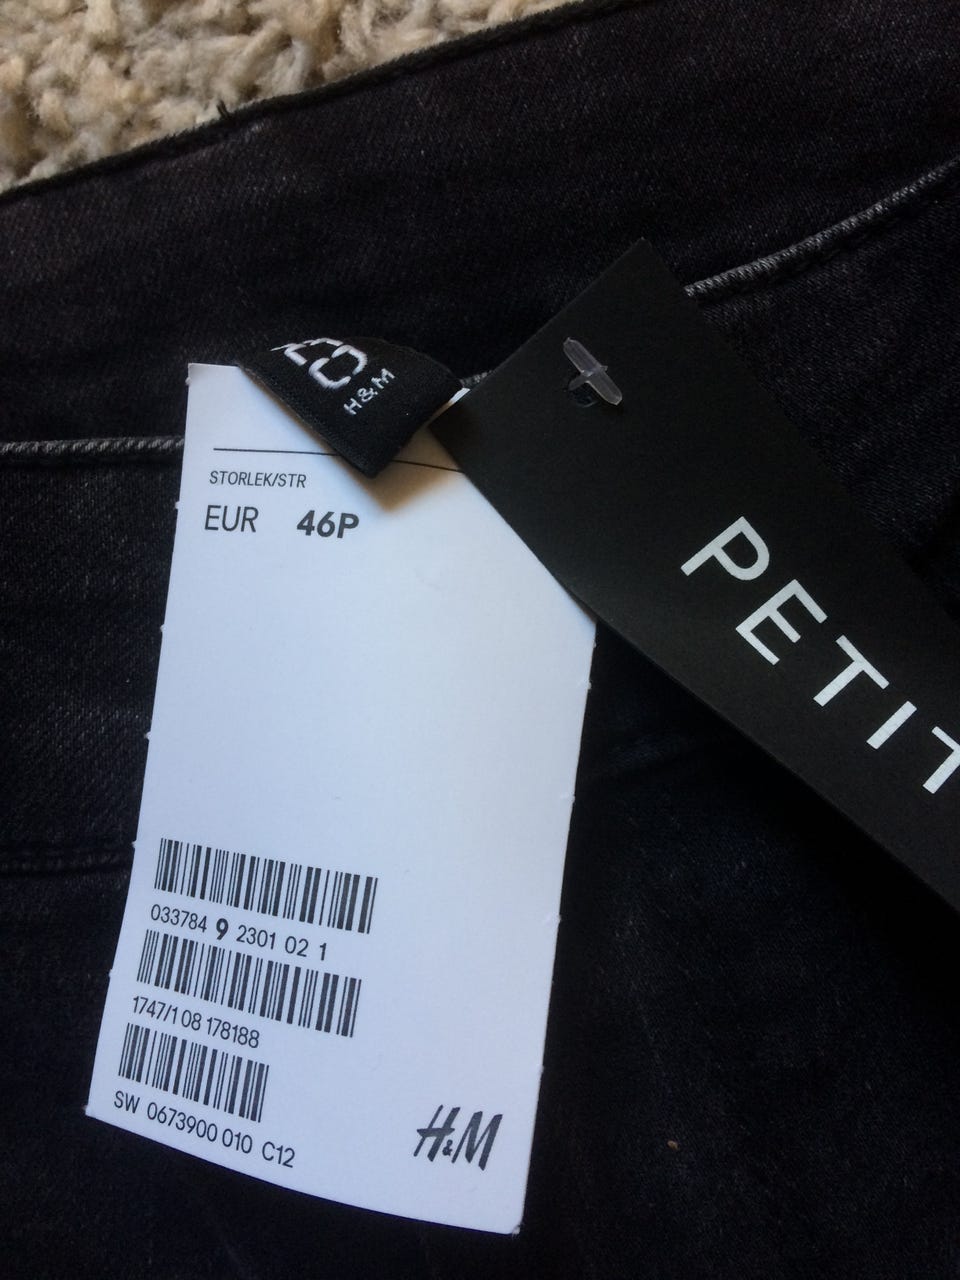 H&M
STORLEK/STR
EUR 46P
PETIT
033784 9 2301 02 1
1747/1 08 178188
SW 0673900 010 C12
H&M